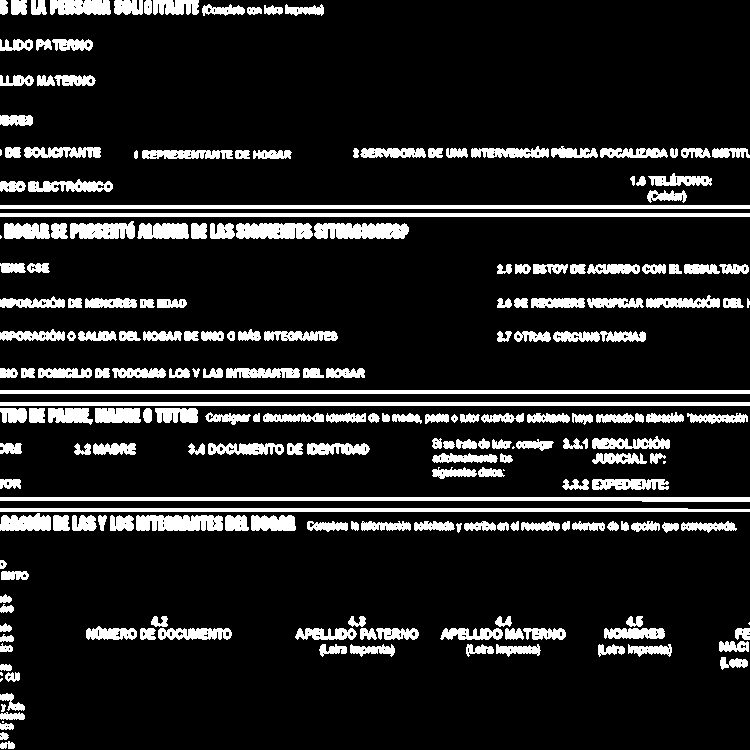 S DE LA PERSONA SOLICITANTE (Complete con letra imprenta)
LLIDO PATERNO
LLIDO MATERNO
MBRES
O DE SOLICITANTE 1 REPRESENTANTE DE HOGAR 2 SERVIDOR/A DE UNA INTERVENCIÓN PÚBLICA FOCALIZADA U OTRA INSTITU
RREO ELECTRÓNICO 1.6 TELÉFONO:
(Celular)
L HOGAR SE PRESENTÓ ALGUNA DE LAS SIGUIENTES SITUACIONES?
TIENE CSE 2.5 NO ESTOY DE ACUERDO CON EL RESULTADO
ORPORACIÓN DE MENORES DE EDAD 2.6 SE REQUIERE VERIFICAR INFORMACIÓN DEL H
ORPORACIÓN O SALIDA DEL HOGAR DE UNO O MÁS INTEGRANTES 2.7 OTRAS CIRCUNSTANCIAS
BIO DE DOMICILIO DE TODOS/AS LOS Y LAS INTEGRANTES DEL HOGAR
TRO DE PADRE, MADRE O TUTOR Consignar el documento de identidad de la madre, padre o tutor cuando el solicitante haya marcado la situación "Incorporación
DRE 3.2 MADRE 3.4 DOCUMENTO DE IDENTIDAD Si se trata de tutor, consignar 3.3.1 RESOLUCIÓN
adicionalmente los JUDICIAL N°:
siguientes datos:
TOR 3.3.2 EXPEDIENTE:
ARACIÓN DE LAS Y LOS INTEGRANTES DEL HOGAR Complete la información solicitada y escriba en el recuadro el número de la opción que corresponda.
O
ENTO
4.2 4.3 4.4 4.5
NÚMERO DE DOCUMENTO APELLIDO PATERNO APELLIDO MATERNO NOMBRES FE
(Letra imprenta) (Letra imprenta) (Letra imprenta) NACI
(Letra
C CUI
y Acta